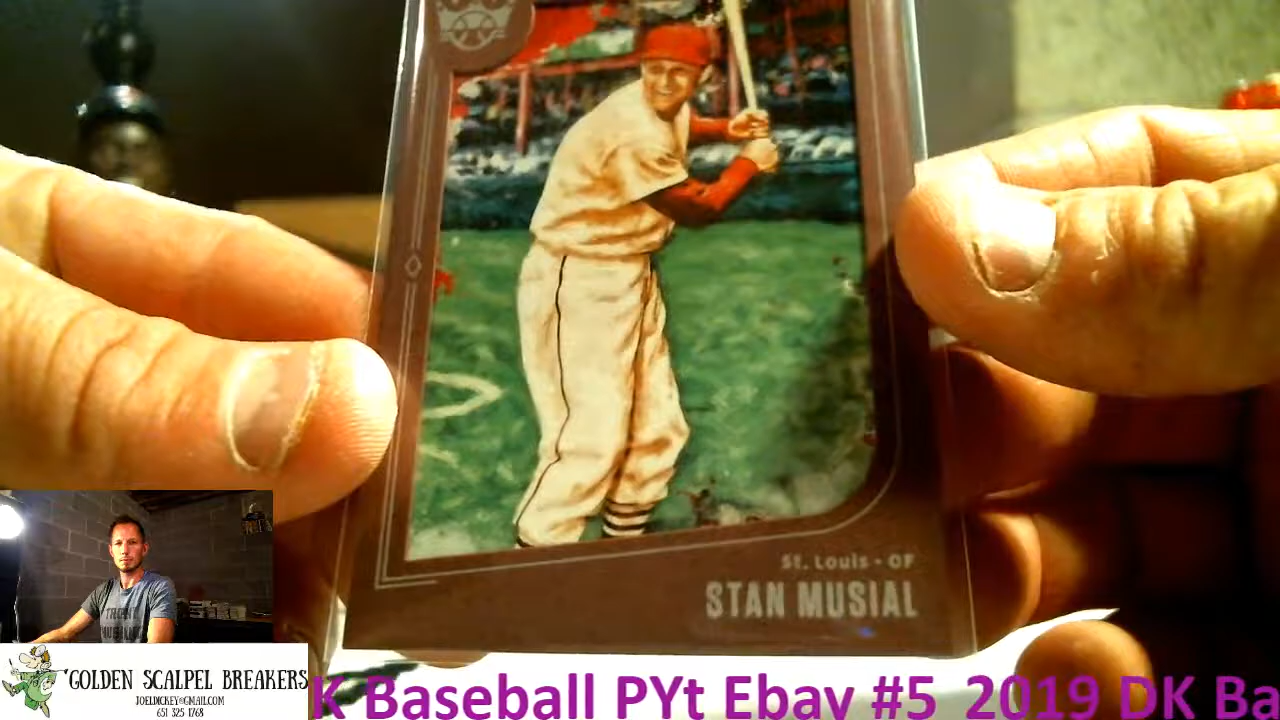 St. Louis - OF
STAN MUSIAL
GOLDEN SCALPEL BREAKERS
JOELDICKEY@GMAIL.COM
651 325 1768
K Baseball PYt Ebay #5 2019 DK Ba